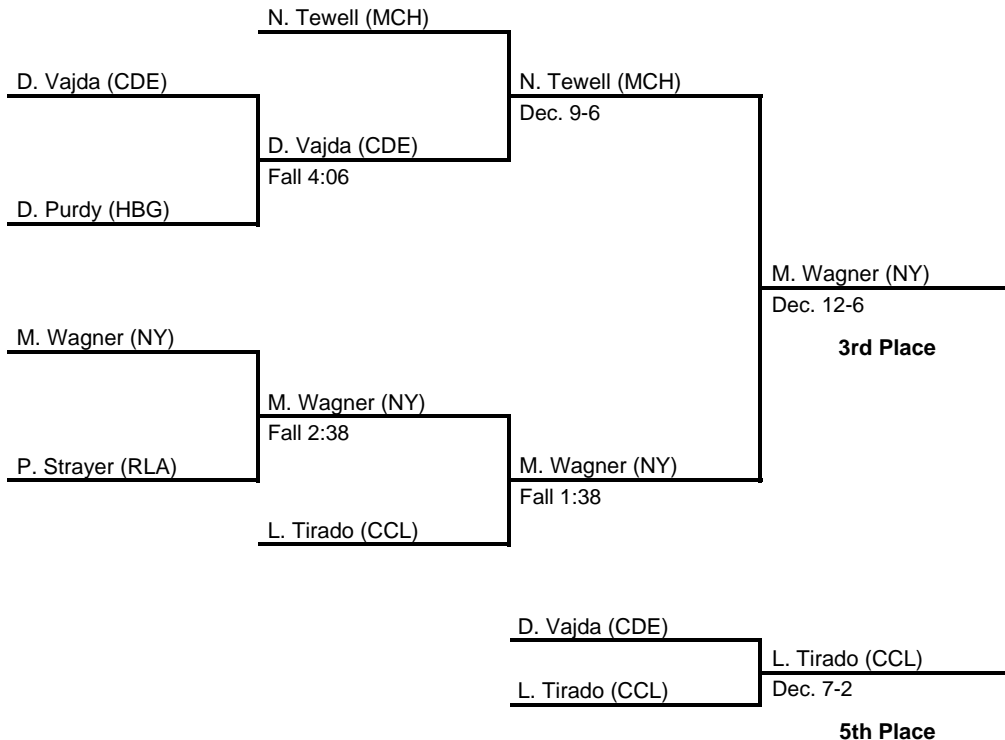 N. Tewell (MCH)
D. Vajda (CDE)
N. Tewell (MCH)
Dec. 9-6
D. Vajda (CDE)
Fall 4:06
D. Purdy (HBG)
M. Wagner (NY)
Dec. 12-6
3rd Place
M. Wagner (NY)
M. Wagner (NY)
Fall 2:38
P. Strayer (RLA)
M. Wagner (NY)
Fall 1:38
L. Tirado (CCL)
D. Vajda (CDE)
L. Tirado (CCL)
Dec. 7-2
L. Tirado (CCL)
5th Place